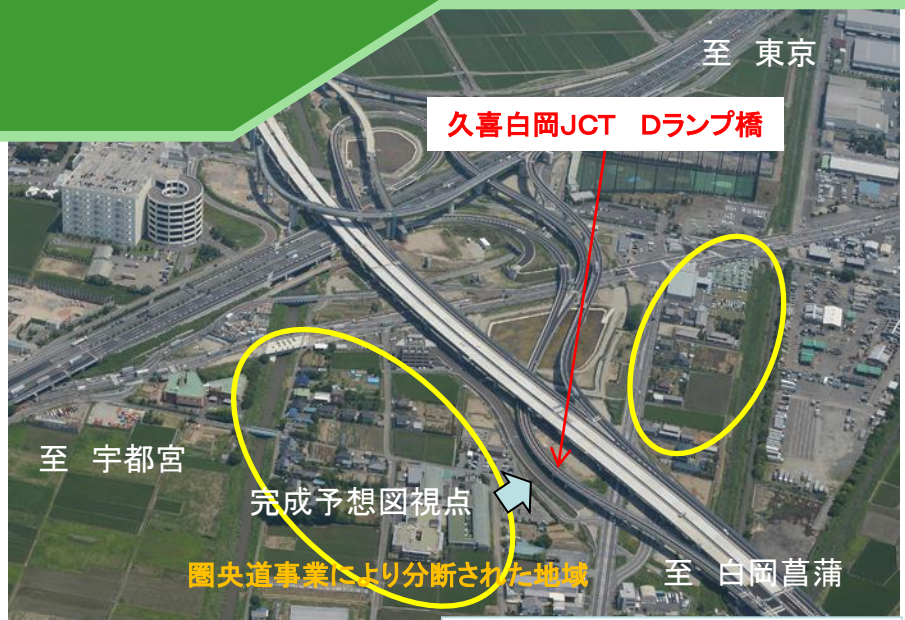 至　東京
久喜白岡JCT　Dランプ橋
至　宇都宮
完成予想図視点
圏央道事業により分断された地域
至　白岡菖蒲